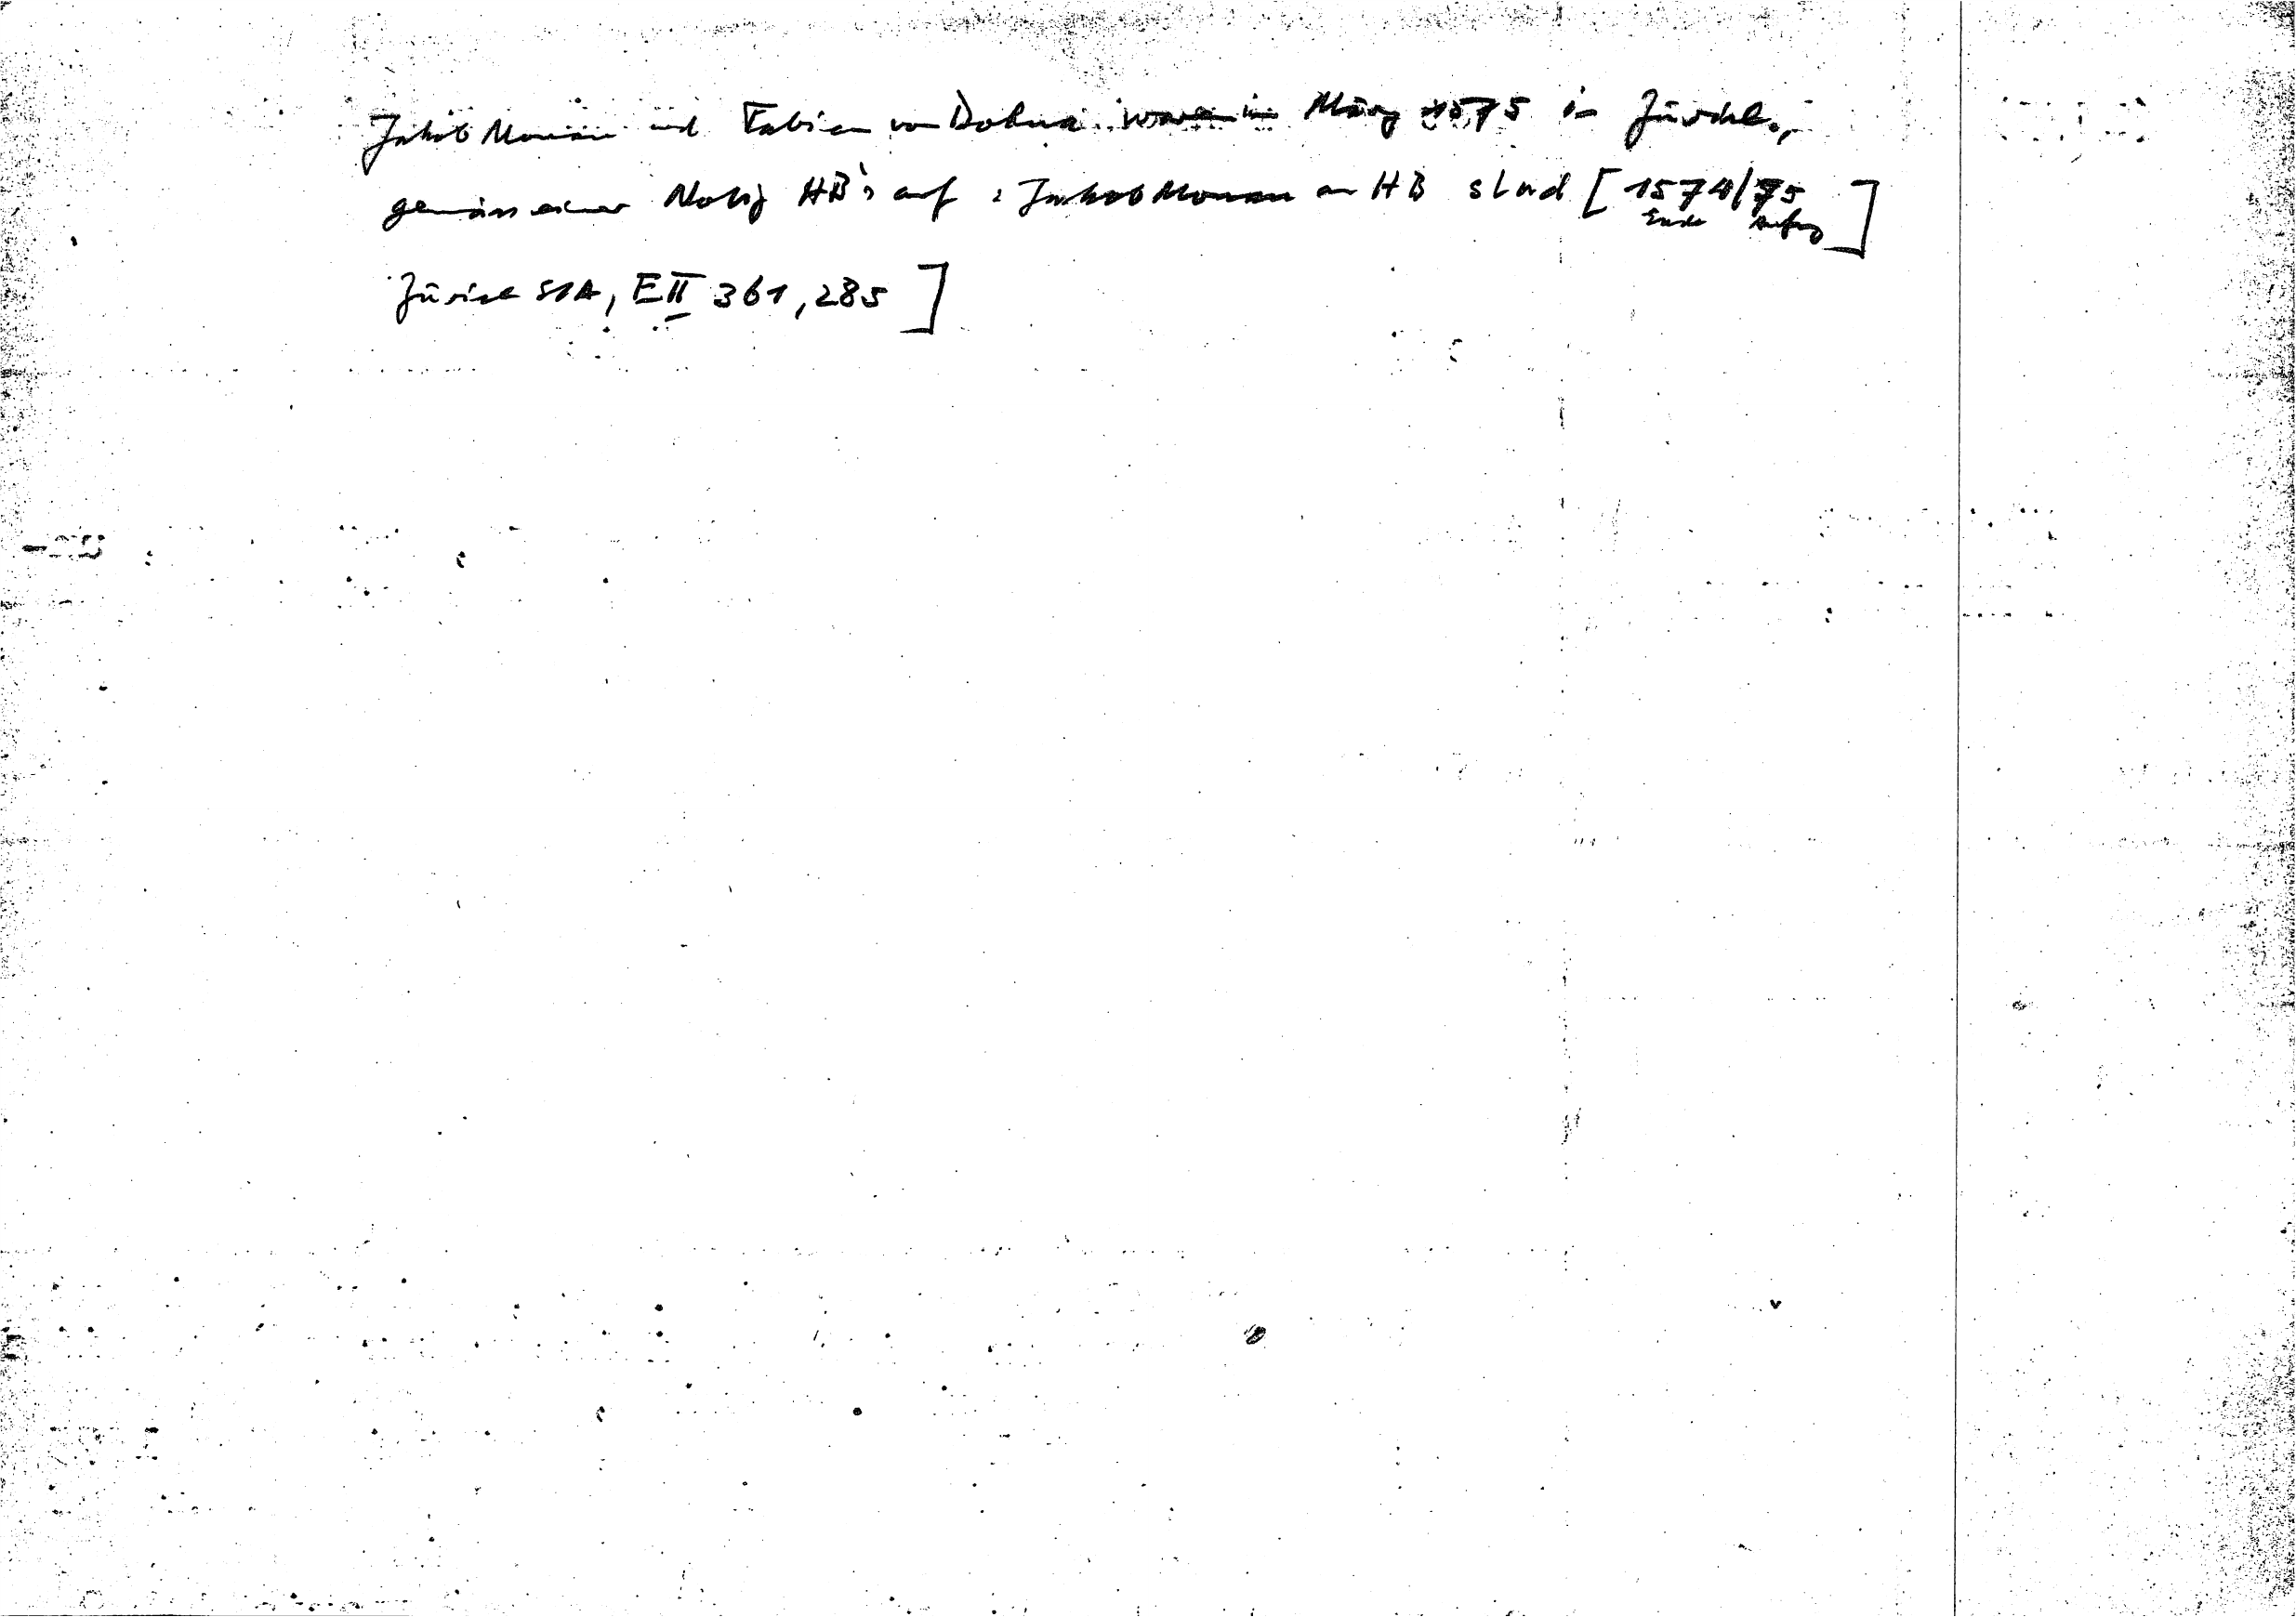 Jakob Monau und Fabian von Dohna waren im März 1575 in Zürich.,
gemäss einer Notiz HB's auf : Jakob Monau an HB s l und [ 1574/75 ]
Ende Anfang
Zürich StA, E II 361, 285 ]